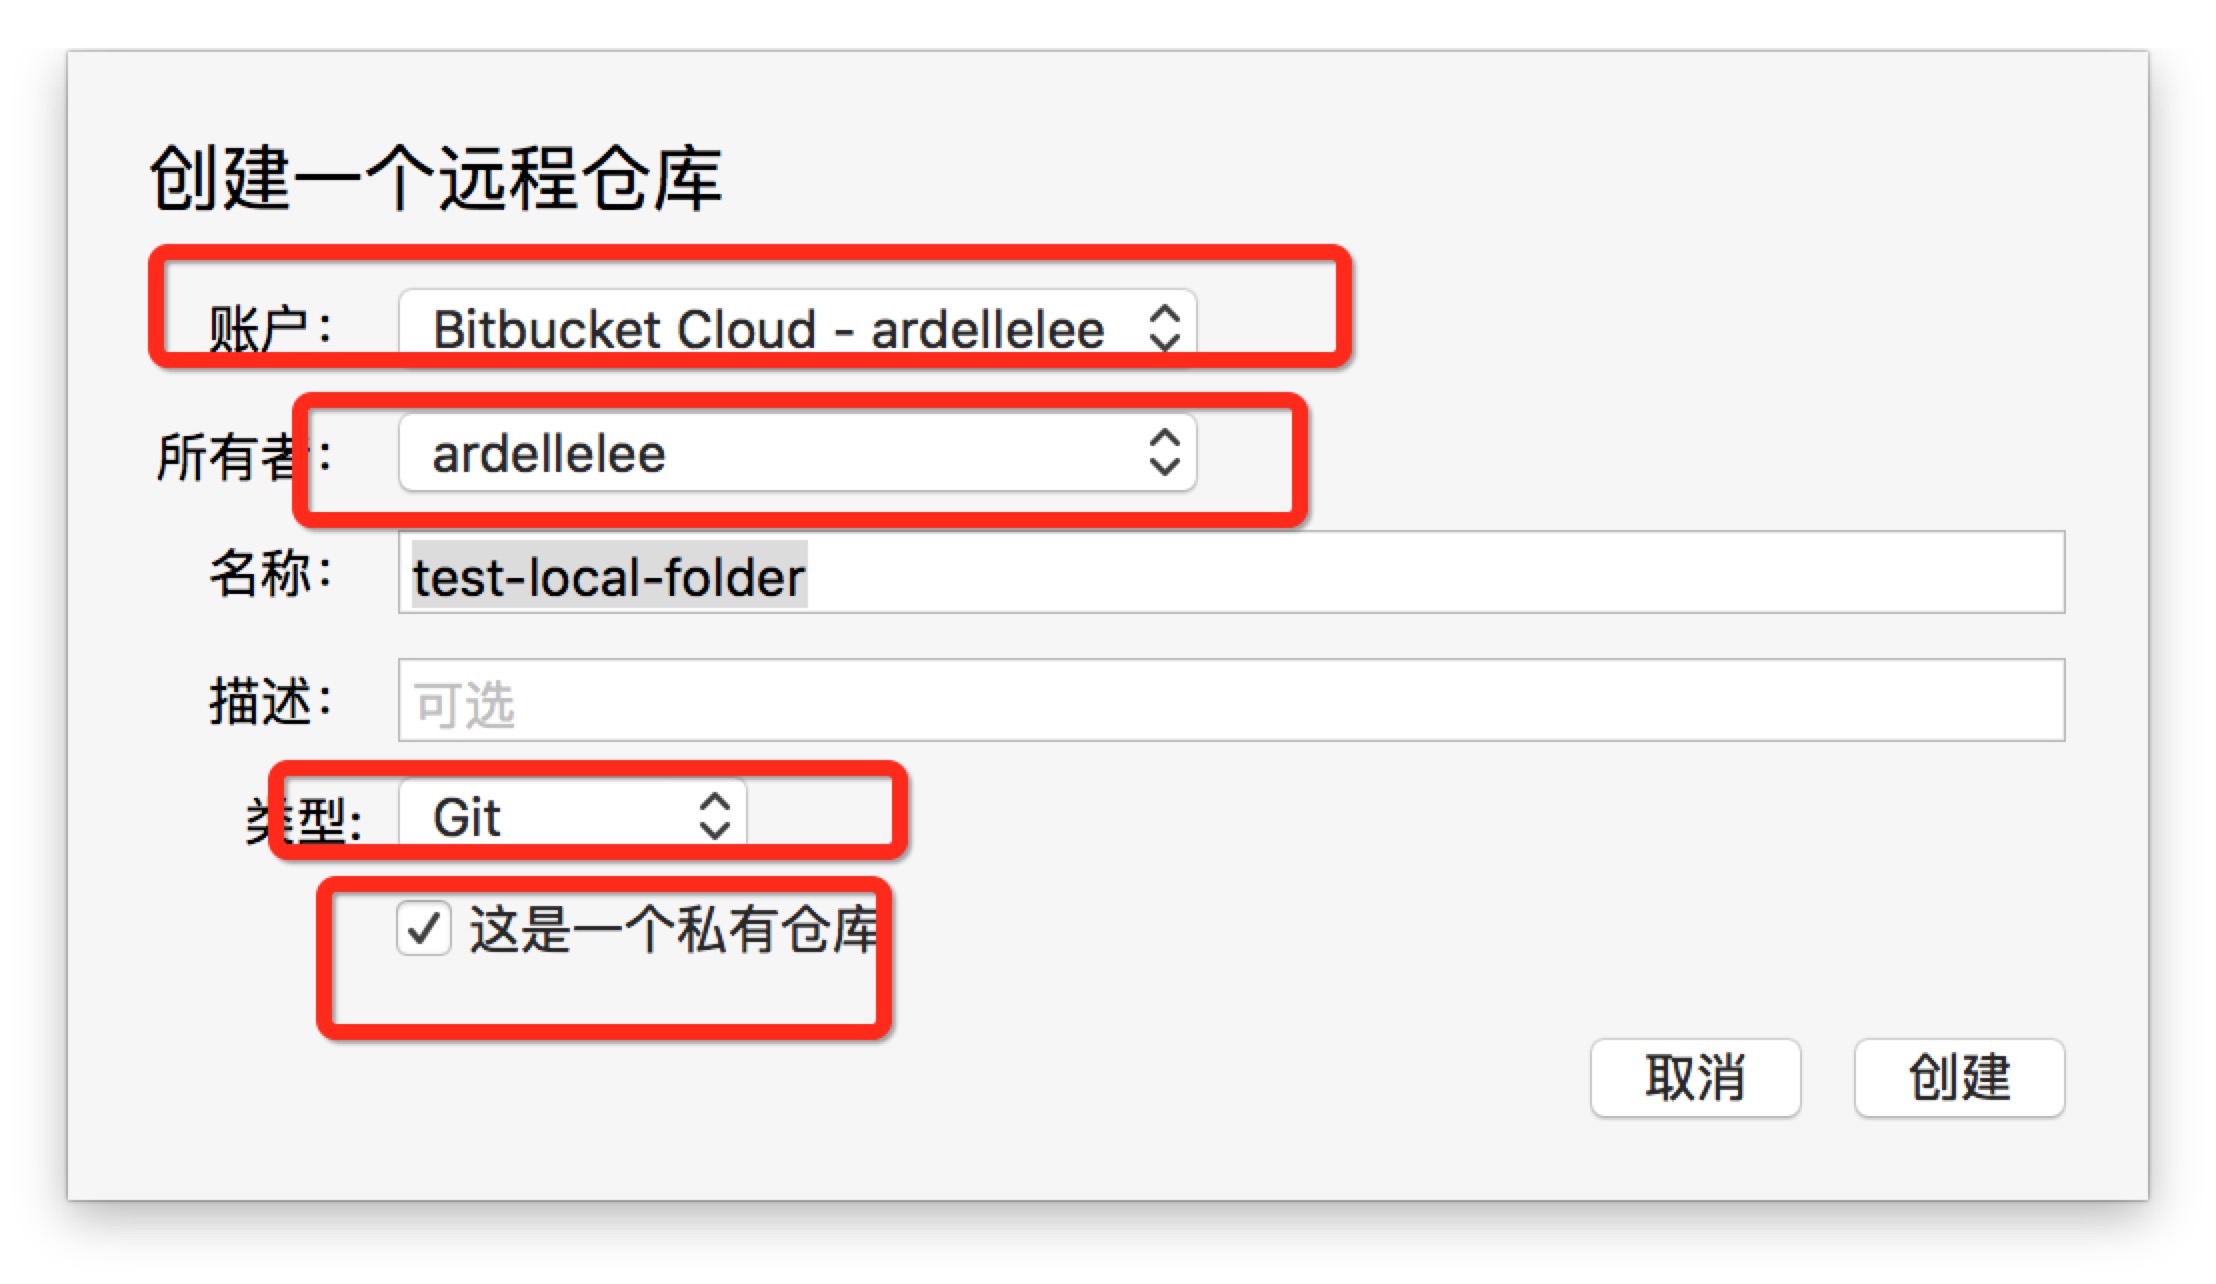 创建一个远程仓库
账户： Bitbucket Cloud - ardellelee
所有者： ardellelee
名称： test-local-folder
描述： 可选
类型: Git
这是一个私有仓库
取消 创建